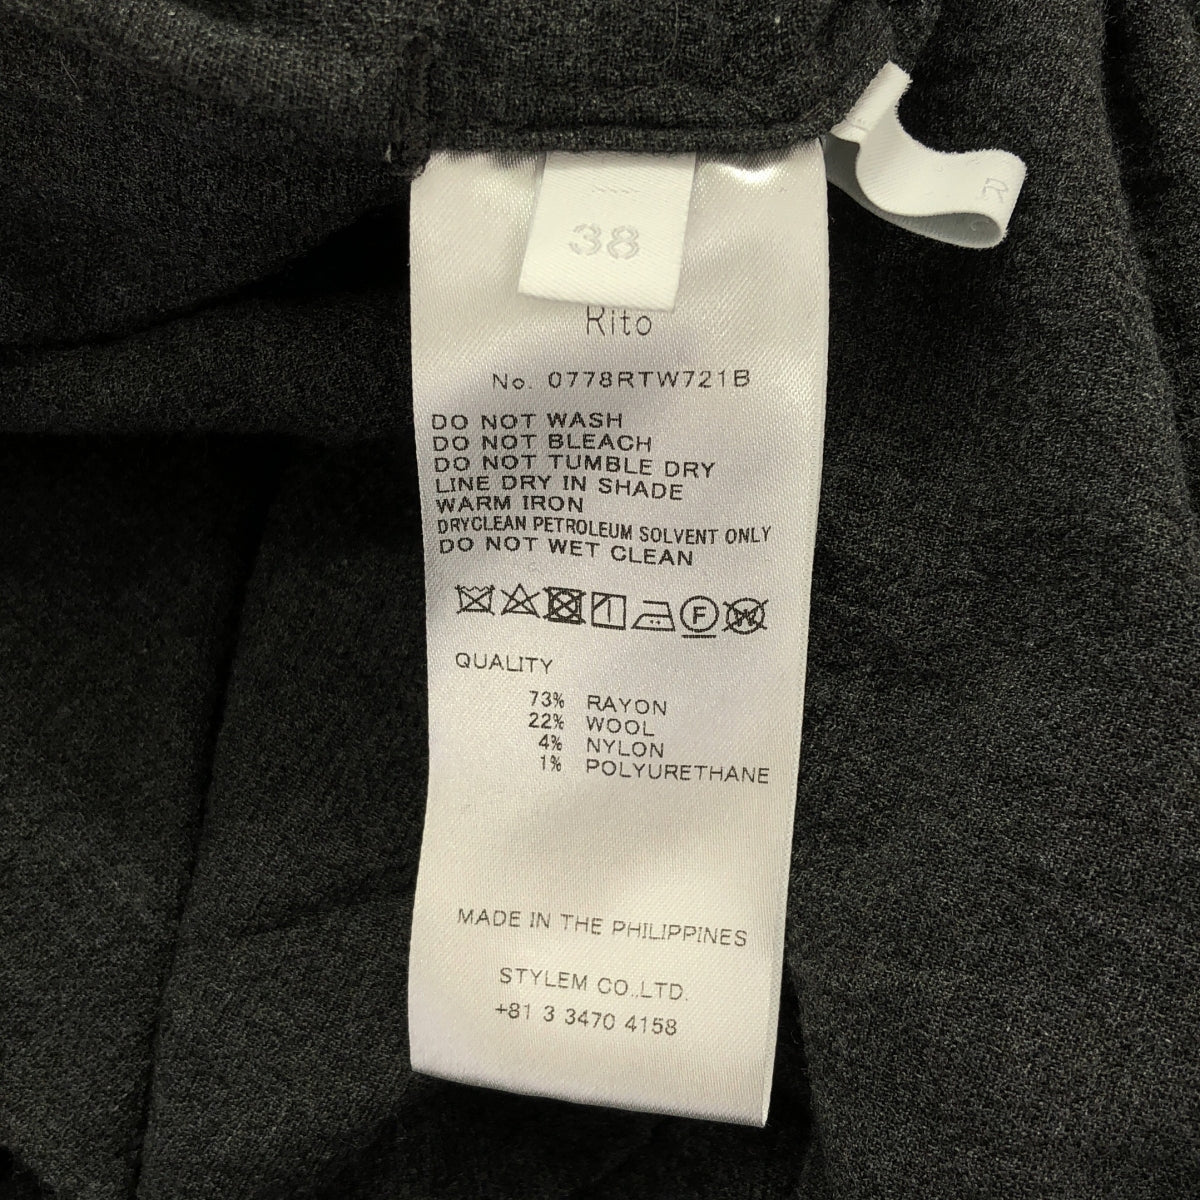 38
R
Rito
No. 0778RTW721B
DO NOT WASH
DO NOT BLEACH
DO NOT TUMBLE DRY
LINE DRY IN SHADE
WARM IRON
DRYCLEAN PETROLEUM SOLVENT ONLY
DO NOT WET CLEAN
F W
QUALITY
73% RAYON
22% WOOL
4% NYLON
1% POLYURETHANE
MADE IN THE PHILIPPINES
STYLEM CO.,LTD.
+81 3 3470 4158